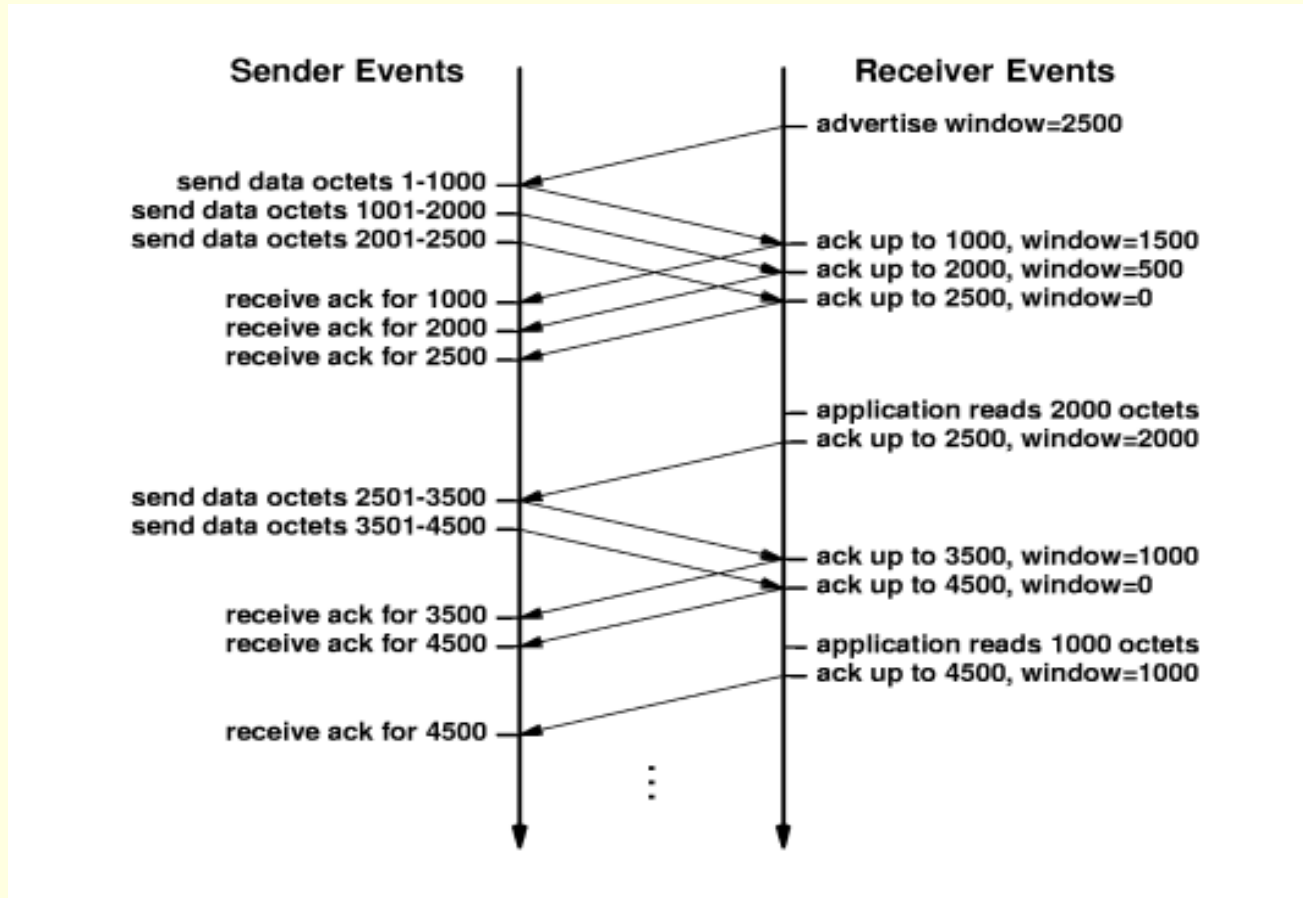 Sender Events
Receiver Events
advertise window=2500
send data octets 1-1000
send data octets 1001-2000
send data octets 2001-2500
ack up to 1000, window=1500
ack up to 2000, window=500
ack up to 2500, window=0
receive ack for 1000
receive ack for 2000
receive ack for 2500
application reads 2000 octets
ack up to 2500, window=2000
send data octets 2501-3500
send data octets 3501-4500
ack up to 3500, window=1000
ack up to 4500, window=0
receive ack for 3500
receive ack for 4500
application reads 1000 octets
ack up to 4500, window=1000
receive ack for 4500